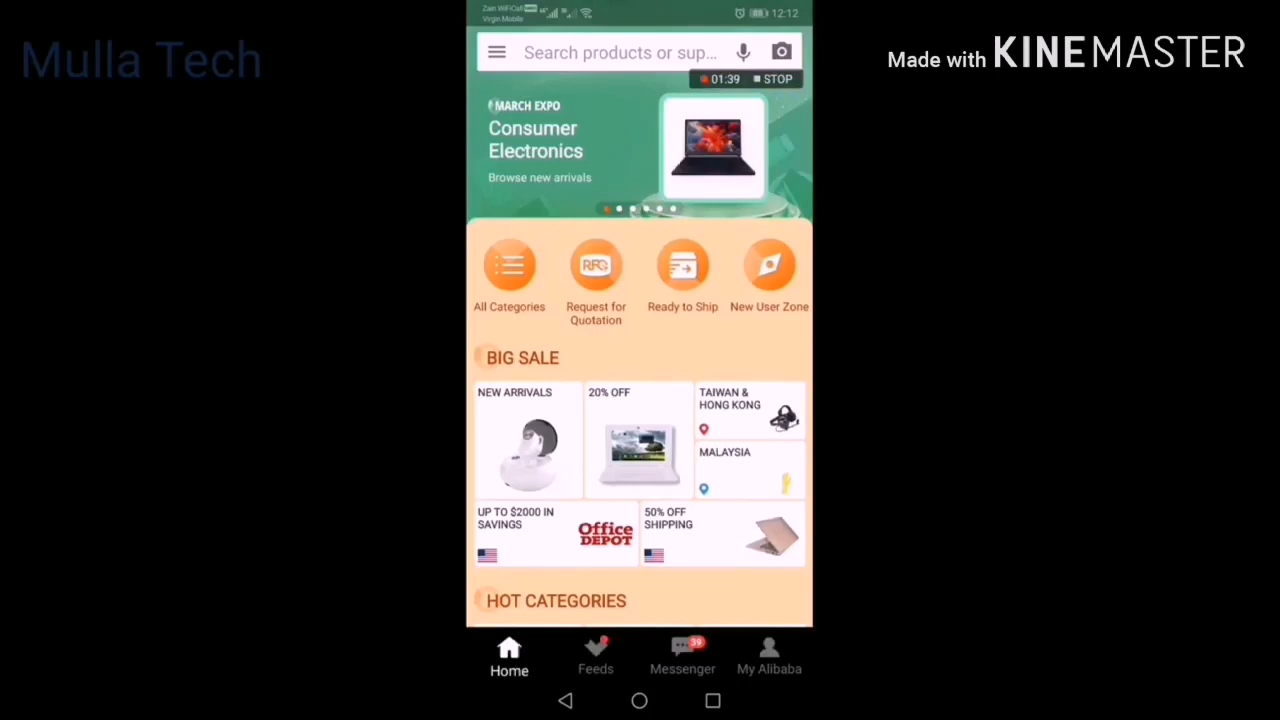 Mulla Tech
Made with KINEMASTER
Zain WiFiCall
Virgin Mobile
12:12
Search products or sup...
01:39 STOP
MARCH EXPO
Consumer
Electronics
Browse new arrivals
RFQ
All Categories
Request for
Quotation
Ready to Ship
New User Zone
BIG SALE
NEW ARRIVALS
20% OFF
TAIWAN &
HONG KONG
MALAYSIA
UP TO $2000 IN
SAVINGS
Office
DEPOT
50% OFF
SHIPPING
HOT CATEGORIES
39
Home
Feeds
Messenger
My Alibaba